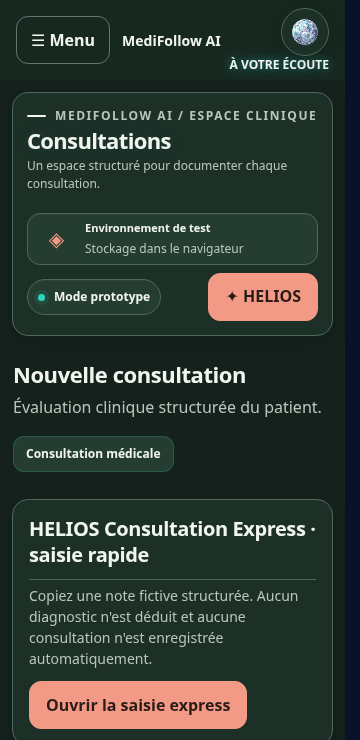 ☰ Menu
MediFollow AI
À VOTRE ÉCOUTE
MEDIFOLLOW AI / ESPACE CLINIQUE
Consultations
Un espace structuré pour documenter chaque
consultation.
Environnement de test
Stockage dans le navigateur
Mode prototype
✦ HELIOS
Nouvelle consultation
Évaluation clinique structurée du patient.
Consultation médicale
HELIOS Consultation Express ·
saisie rapide
Copiez une note fictive structurée. Aucun
diagnostic n'est déduit et aucune
consultation n'est enregistrée
automatiquement.
Ouvrir la saisie express